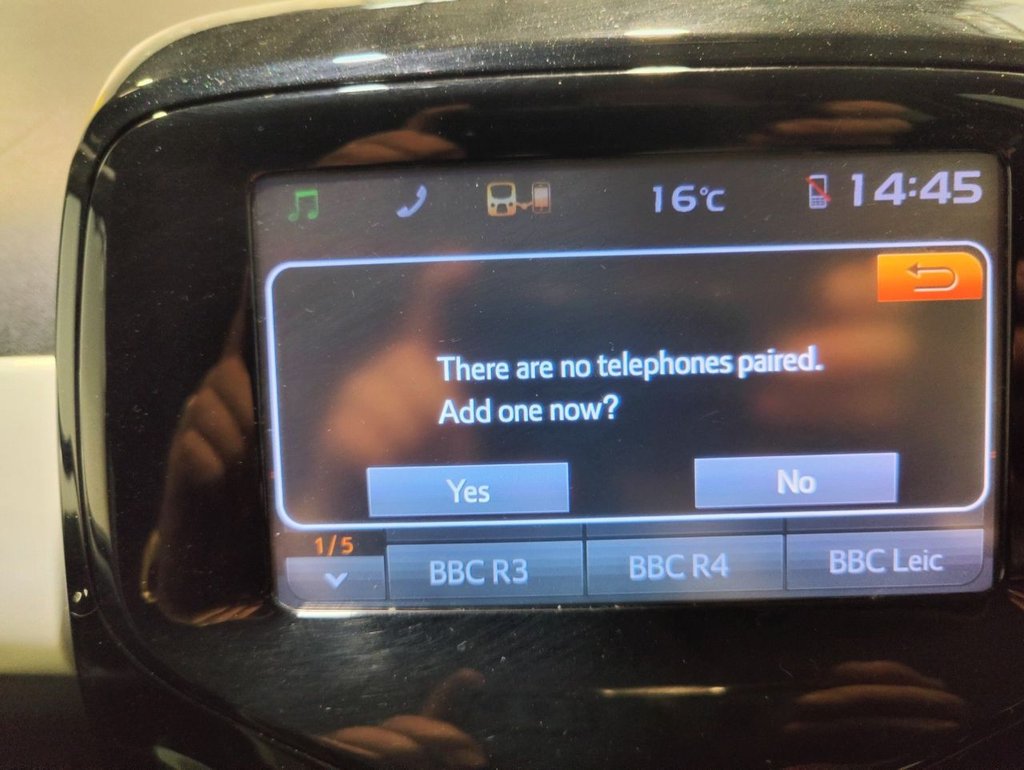 16°C 14:45
There are no telephones paired.
Add one now?
Yes No
1/5
BBC R3 BBC R4 BBC Leic